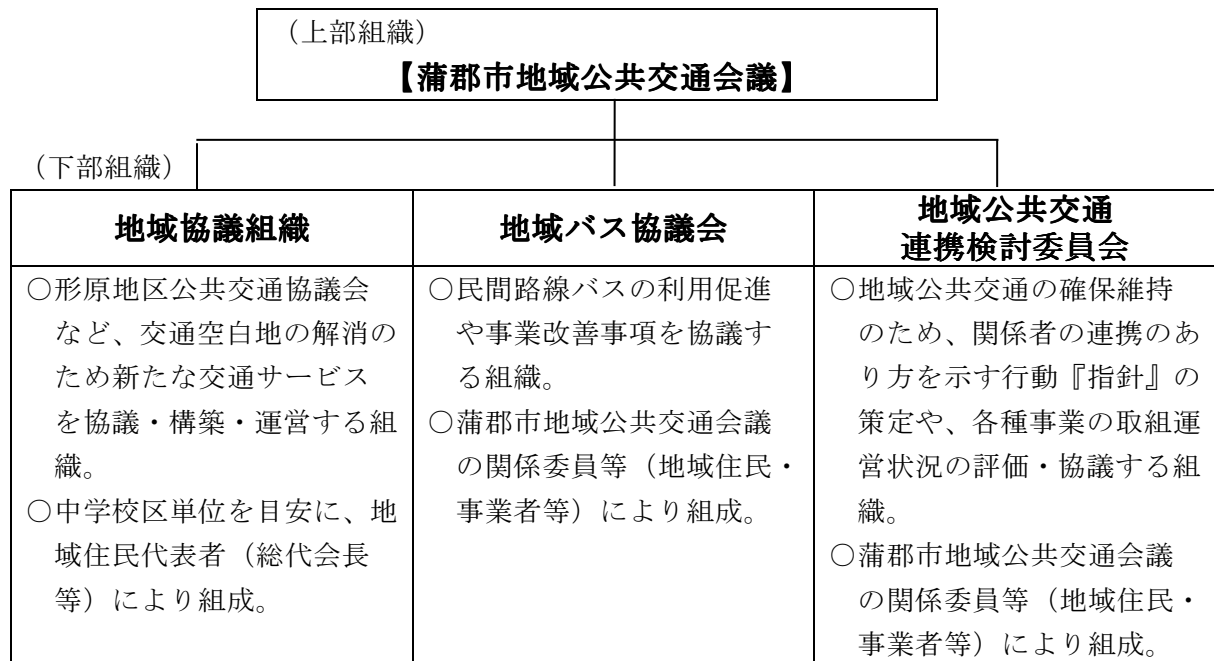 （上部組織）
【蒲郡市地域公共交通会議】
（下部組織）
地域協議組織
○形原地区公共交通協議会
など、交通空白地の解消の
ため新たな交通サービス
を協議・構築・運営する組
織。
○中学校区単位を目安に、地
域住民代表者（総代会長
等）により組成。
地域バス協議会
○民間路線バスの利用促進
や事業改善事項を協議す
る組織。
○蒲郡市地域公共交通会議
の関係委員等（地域住民・
事業者等）により組成。
地域公共交通
連携検討委員会
○地域公共交通の確保維持
のため、関係者の連携のあ
り方を示す行動『指針』の
策定や、各種事業の取組運
営状況の評価・協議する組
織。
○蒲郡市地域公共交通会議
の関係委員等（地域住民・
事業者等）により組成。